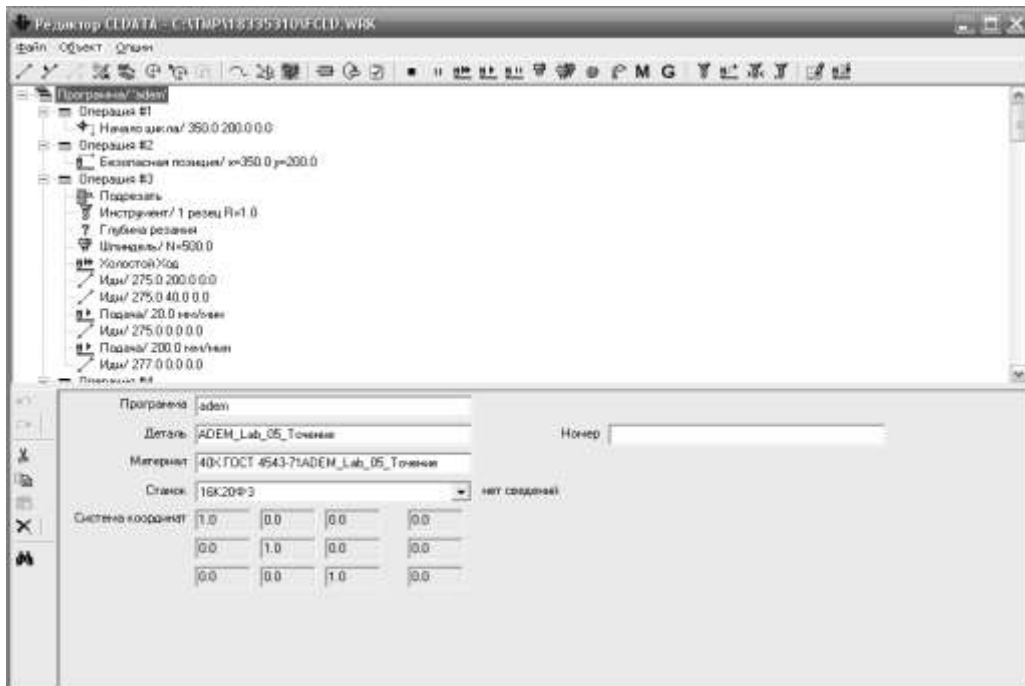 Редактор CLDATA - C:\TMP\18335310\FCLD.WRK
Файл Объект Опции
M G
Программа/ 'adem'
Операция #1
Начало цикла/ 350.0 200.0 0.0
Операция #2
Безопасная позиция/ x=350.0 y=200.0
Операция #3
Подрезать
Инструмент/ 1 резец R=1.0
? Глубина резания
Шпиндель/ N=500.0
Холостой Ход
Иди/ 275.0 200.0 0.0
Иди/ 275.0 40.0 0.0
Подача/ 20.0 мм/мин
Иди/ 275.0 0.0 0.0
Подача/ 200.0 мм/мин
Иди/ 277.0 0.0 0.0
Операция #4
Программа adem
Деталь ADEM_Lab_05_Точение Номер
Материал 40Х ГОСТ 4543-71ADEM_Lab_05_Точение
Станок 16К20Ф3 нет сведений
Система координат 1.0 0.0 0.0 0.0
0.0 1.0 0.0 0.0
0.0 0.0 1.0 0.0